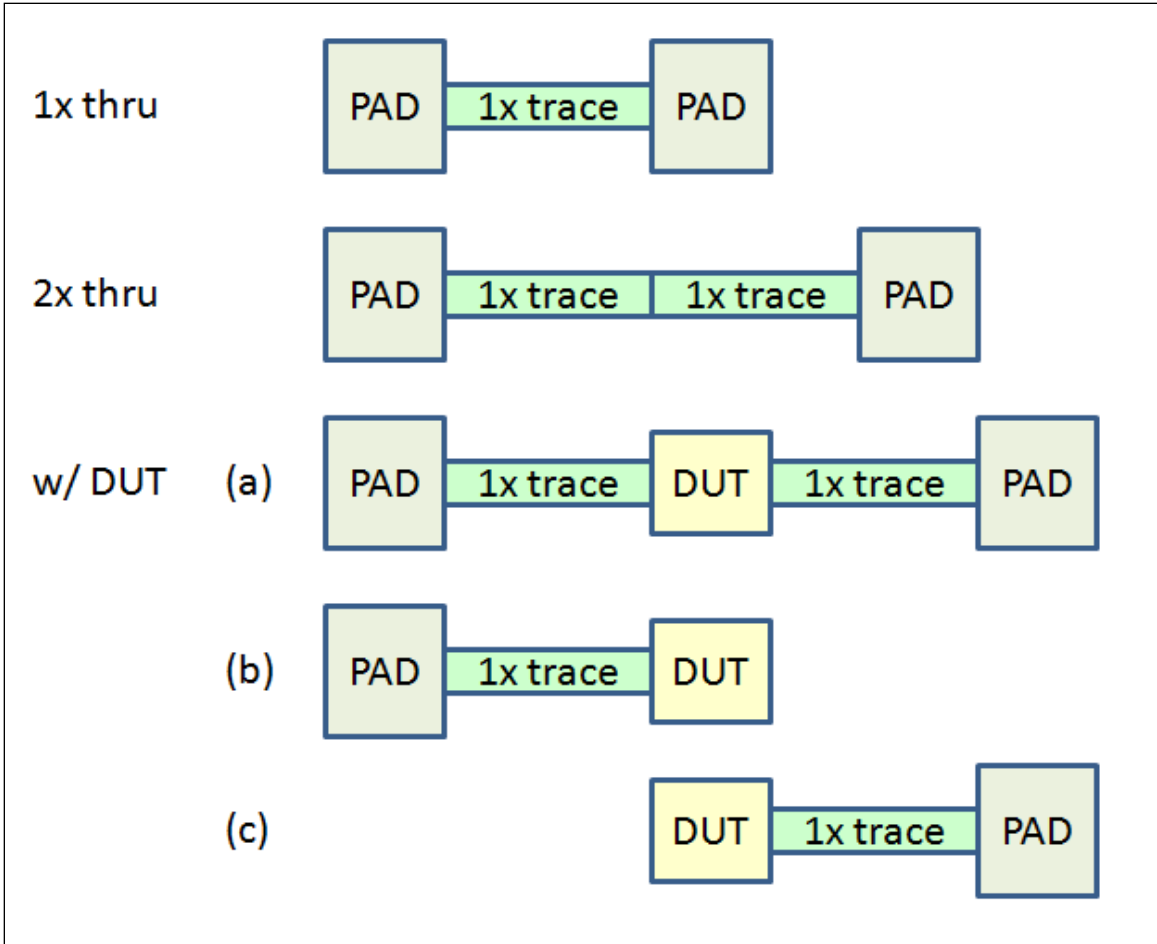 1x thru PAD 1x trace PAD
2x thru PAD 1x trace 1x trace PAD
w/ DUT (a) PAD 1x trace DUT 1x trace PAD
(b) PAD 1x trace DUT
(c) DUT 1x trace PAD